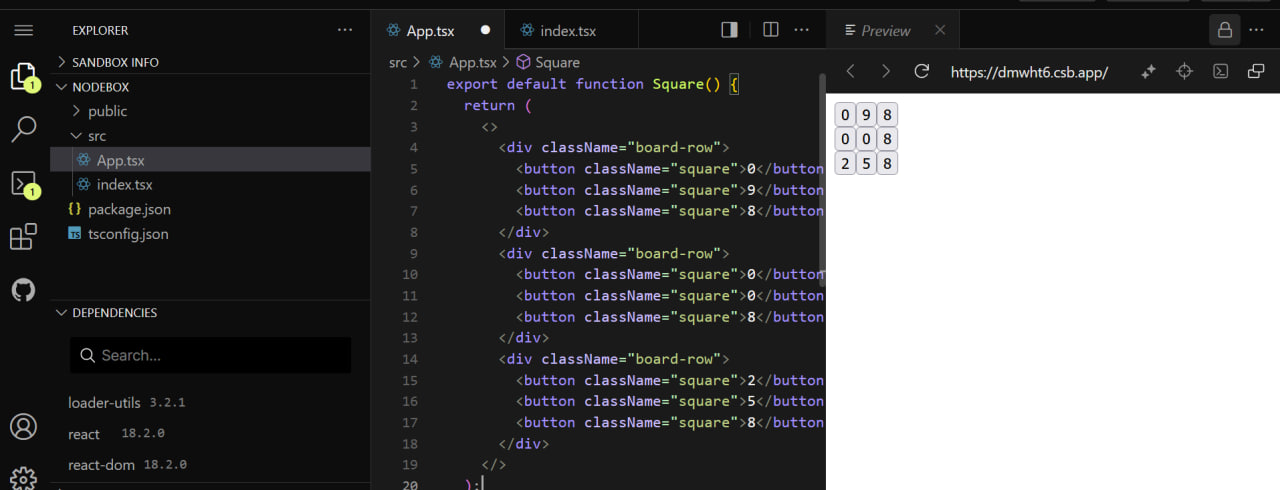 EXPLORER
SANDBOX INFO
NODEBOX
public
src
App.tsx
index.tsx
package.json
TS tsconfig.json
1
1
DEPENDENCIES
Search...
loader-utils 3.2.1
react 18.2.0
react-dom 18.2.0
App.tsx
index.tsx
src > App.tsx > Square
1 export default function Square() {
2 return (
3 <>
4 <div className="board-row">
5 <button className="square">0</button
6 <button className="square">9</button
7 <button className="square">8</button
8 </div>
9 <div className="board-row">
10 <button className="square">0</button
11 <button className="square">0</button
12 <button className="square">8</button
13 </div>
14 <div className="board-row">
15 <button className="square">2</button
16 <button className="square">5</button
17 <button className="square">8</button
18 </div>
19 </>
20 );
Preview
https://dmwht6.csb.app/
0 9 8
0 0 8
2 5 8